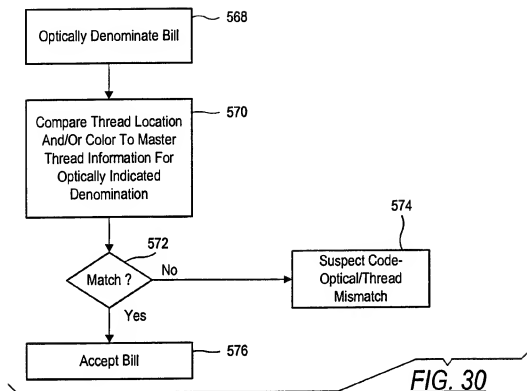 568
Optically Denominate Bill
570
Compare Thread Location
And/Or Color To Master
Thread Information For
Optically Indicated
Denomination
572
Match ?
No
574
Suspect Code-
Optical/Thread
Mismatch
Yes
576
Accept Bill
FIG. 30